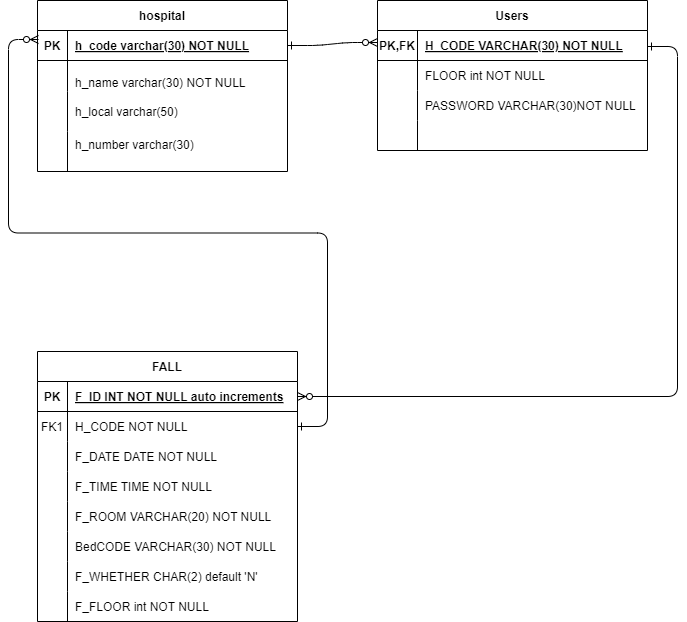 hospital
PK h_code varchar(30) NOT NULL
h_name varchar(30) NOT NULL
h_local varchar(50)
h_number varchar(30)
Users
PK,FK H_CODE VARCHAR(30) NOT NULL
FLOOR int NOT NULL
PASSWORD VARCHAR(30)NOT NULL
FALL
PK F_ID INT NOT NULL auto increments
FK1 H_CODE NOT NULL
F_DATE DATE NOT NULL
F_TIME TIME NOT NULL
F_ROOM VARCHAR(20) NOT NULL
BedCODE VARCHAR(30) NOT NULL
F_WHETHER CHAR(2) default 'N'
F_FLOOR int NOT NULL